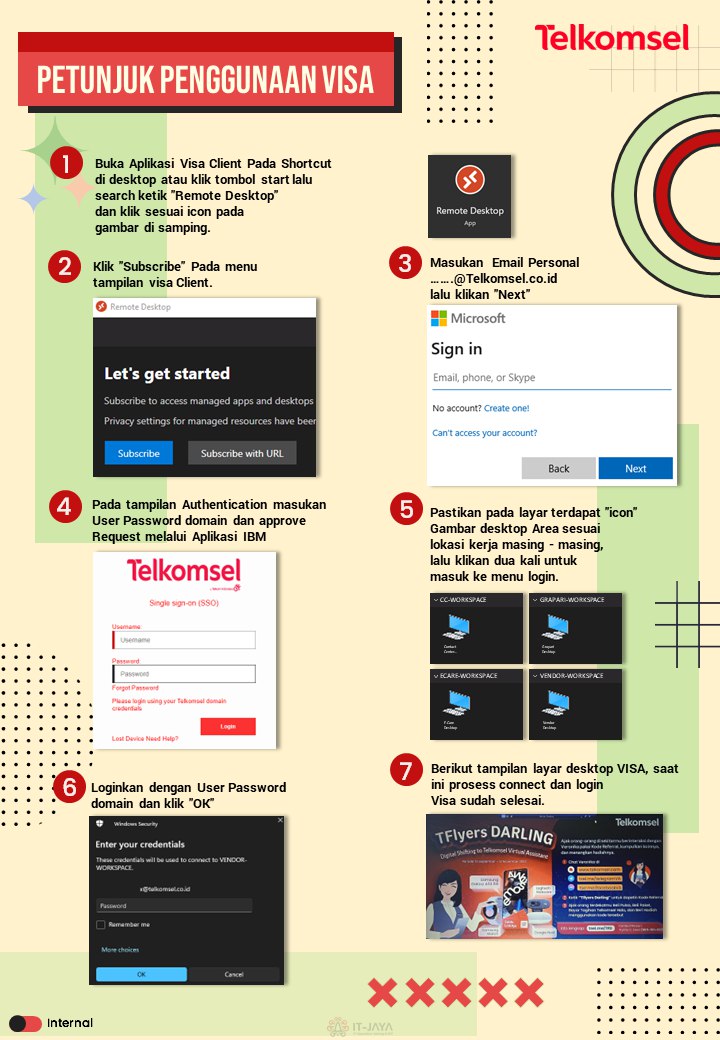 Telkomsel
PETUNJUK PENGGUNAAN VISA
1
Buka Aplikasi Visa Client Pada Shortcut
di desktop atau klik tombol start lalu
search ketik "Remote Desktop"
dan klik sesuai icon pada
gambar di samping.
Remote Desktop
App
2
Klik "Subscribe" Pada menu
tampilan visa Client.
Remote Desktop
Let's get started
Subscribe to access managed apps and desktops
Privacy settings for managed resources have been
Subscribe
Subscribe with URL
3
Masukan Email Personal
.......@Telkomsel.co.id
lalu klikan "Next"
Microsoft
Sign in
Email, phone, or Skype
No account? Create one!
Can't access your account?
Back
Next
4
Pada tampilan Authentication masukan
User Password domain dan approve
Request melalui Aplikasi IBM
Telkomsel
Single sign-on (SSO)
Username
Username
Password
Password
Forgot Password
Please login using your Telkomsel domain
credentials
Login
Lost Device Need Help?
5
Pastikan pada layar terdapat "icon"
Gambar desktop Area sesuai
lokasi kerja masing - masing,
lalu klikan dua kali untuk
masuk ke menu login.
CC-WORKSPACE
Contact
Center...
GRAPARI-WORKSPACE
Grapari
Desktop
ECARE-WORKSPACE
E-Care
Desktop
VENDOR-WORKSPACE
Vendor
Desktop
6
Loginkan dengan User Password
domain dan klik "OK"
Windows Security
Enter your credentials
These credentials will be used to connect to VENDOR-
WORKSPACE.
x@telkomsel.co.id
Password
Remember me
More choices
OK
Cancel
7
Berikut tampilan layar desktop VISA, saat
ini prosess connect dan login
Visa sudah selesai.
Telkomsel
TFlyers DARLING
Digital Shifting to Telkomsel Virtual Assistant
Internal
IT-JAYA